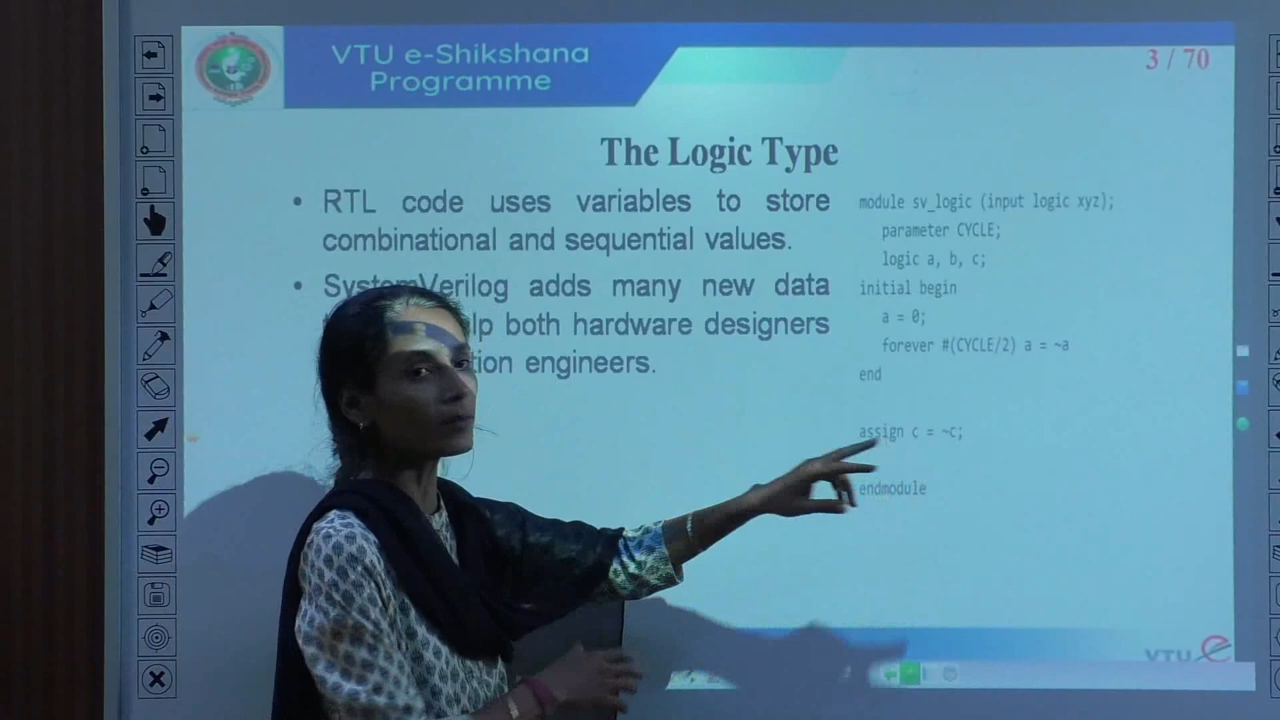 VTU e-Shikshana
Programme
3 / 70
The Logic Type
• RTL code uses variables to store
combinational and sequential values.
• SystemVerilog adds many new data
both hardware designers
engineers.
module sv_logic (input logic xyz);
parameter CYCLE;
logic a, b, c;
initial begin
a = 0;
forever #(CYCLE/2) a = ~a
end
assign c = ~c;
endmodule
VTU e